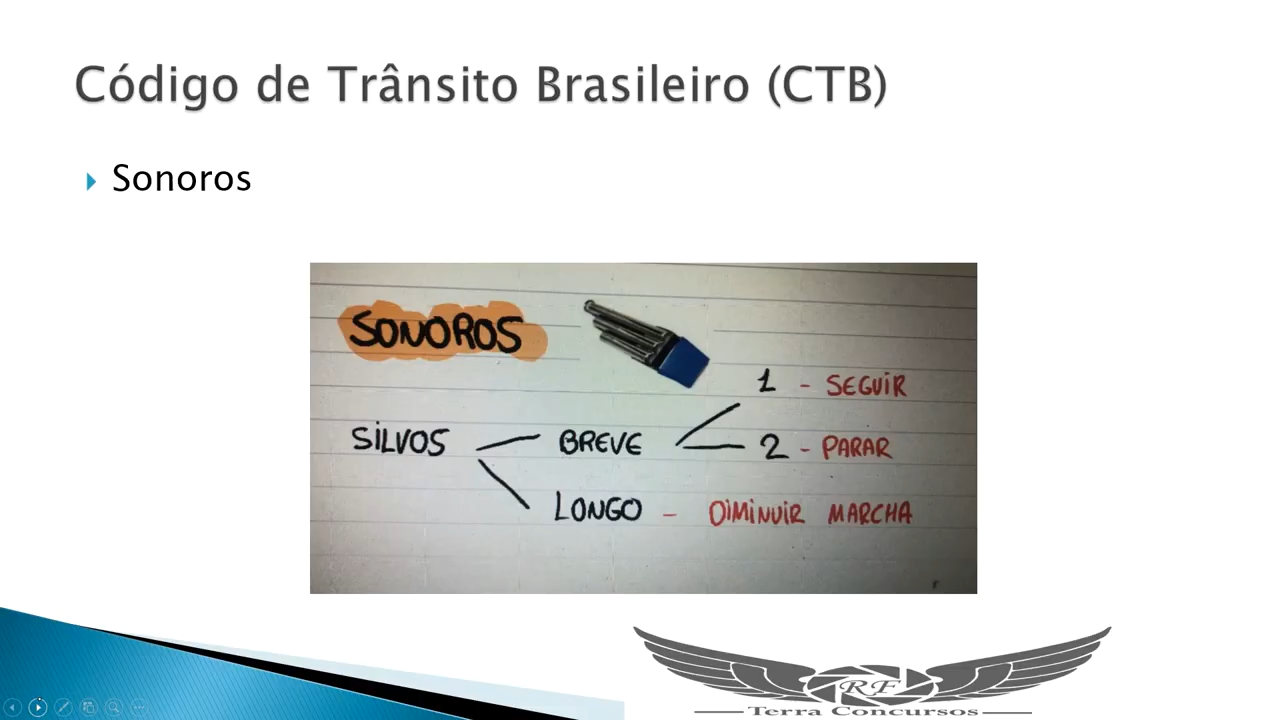 Código de Trânsito Brasileiro (CTB)
Sonoros
SONOROS
1 - SEGUIR
SILVOS BREVE 2 - PARAR
LONGO - DIMINUIR MARCHA
RF
Terra Concursos